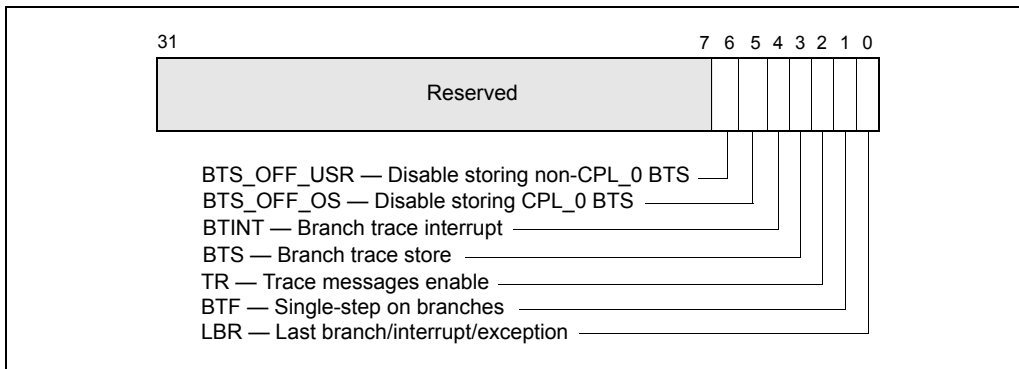 31 7 6 5 4 3 2 1 0
Reserved
BTS_OFF_USR — Disable storing non-CPL_0 BTS
BTS_OFF_OS — Disable storing CPL_0 BTS
BTINT — Branch trace interrupt
BTS — Branch trace store
TR — Trace messages enable
BTF — Single-step on branches
LBR — Last branch/interrupt/exception